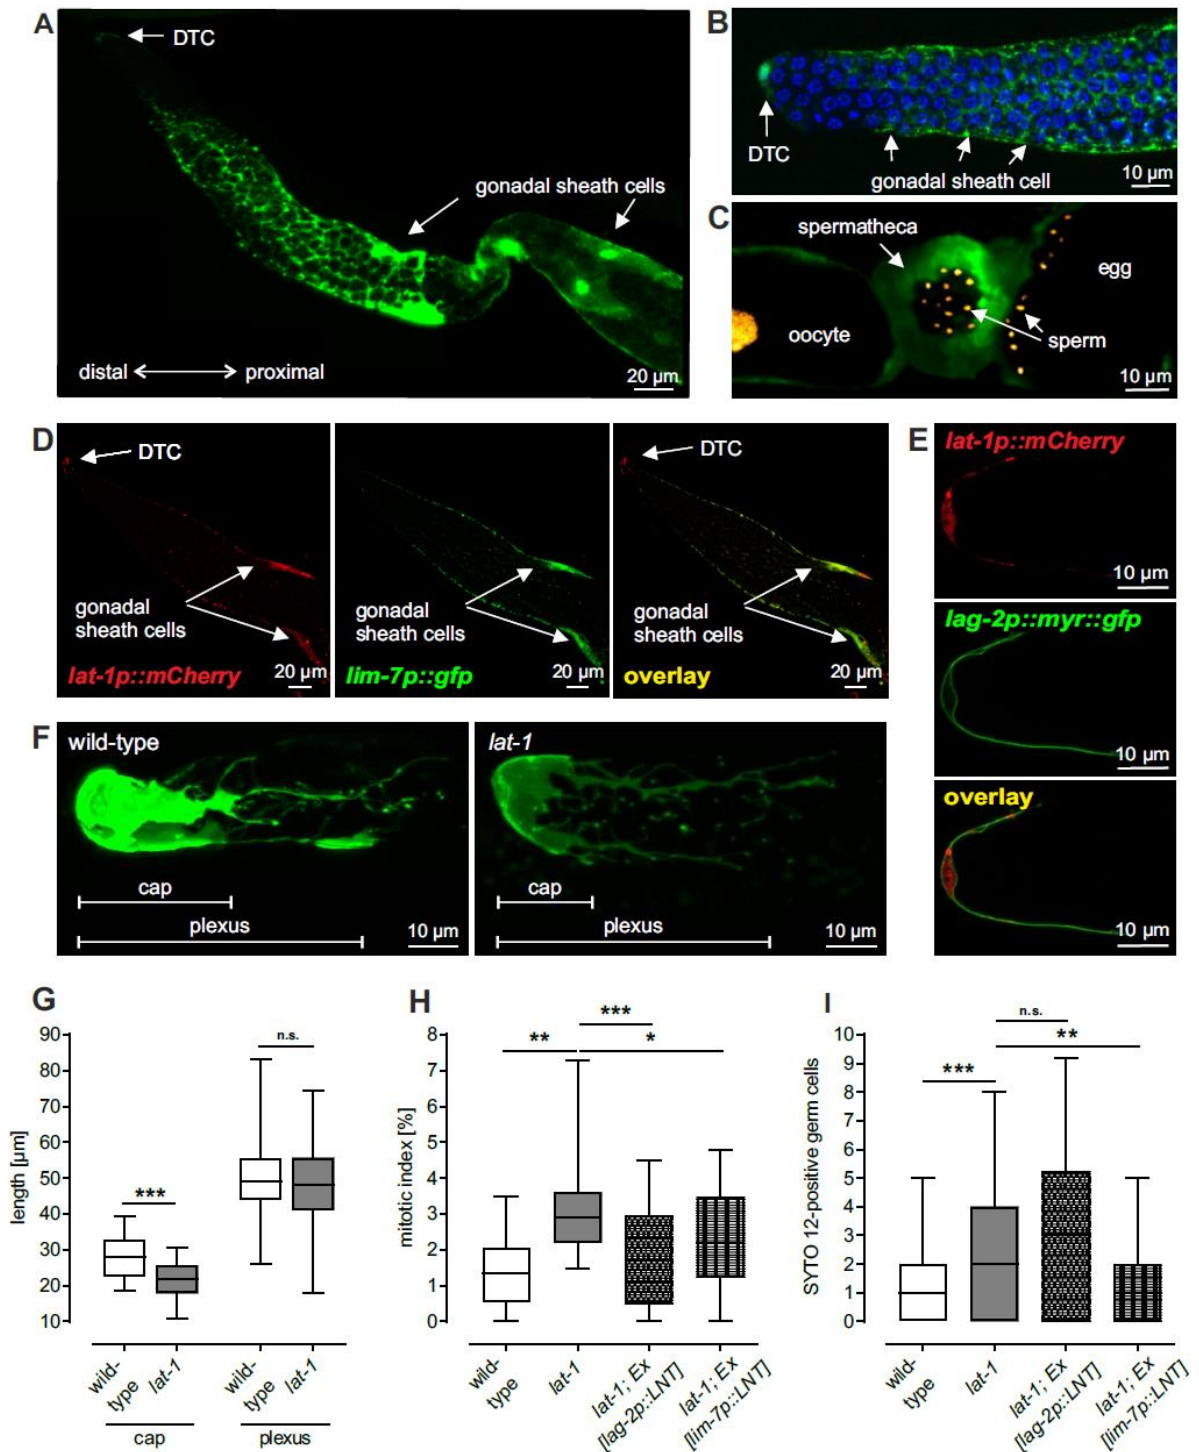 A
DTC
gonadal sheath cells
distal
proximal
20 µm
B
DTC
gonadal sheath cell
10 µm
C
spermatheca
egg
oocyte
sperm
10 µm
D
DTC
gonadal
sheath cells
20 µm
lat-1p::mCherry
gonadal
sheath cells
20 µm
lim-7p::gfp
DTC
gonadal
sheath cells
20 µm
overlay
E
lat-1p::mCherry
10 µm
lag-2p::myr::gfp
10 µm
overlay
10 µm
F
wild-type
cap
plexus
10 µm
lat-1
cap
plexus
10 µm
G
90
80
70
60
50
40
30
20
10
length [µm]
***
n.s.
wild-
type
lat-1
wild-
type
lat-1
cap
plexus
H
8
7
6
5
4
3
2
1
0
mitotic index [%]
**
***
*
wild-
type
lat-1
lat-1; Ex
[lag-2p::LNT]
lat-1; Ex
[lim-7p::LNT]
I
10
9
8
7
6
5
4
3
2
1
0
SYTO 12-positive germ cells
***
n.s.
**
wild-
type
lat-1
lat-1; Ex
[lag-2p::LNT]
lat-1; Ex
[lim-7p::LNT]